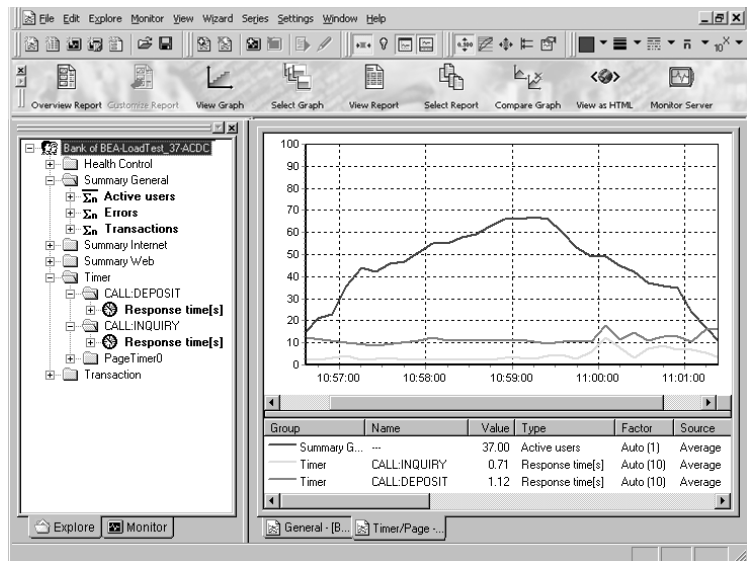 File Edit Explore Monitor View Wizard Series Settings Window Help
10ˣ
Overview Report Customize Report View Graph Select Graph View Report Select Report Compare Graph View as HTML Monitor Server
Bank of BEA-LoadTest_37-ACDC
Health Control
Summary General
Σn Active users
Σn Errors
Σn Transactions
Summary Internet
Summary Web
Timer
CALL:DEPOSIT
Response time[s]
CALL:INQUIRY
Response time[s]
PageTimer0
Transaction
Explore Monitor
100
90
80
70
60
50
40
30
20
10
0
10:57:00 10:58:00 10:59:00 11:00:00 11:01:00
Group Name Value Type Factor Source
Summary G... --- 37.00 Active users Auto (1) Average
Timer CALL:INQUIRY 0.71 Response time[s] Auto (10) Average
Timer CALL:DEPOSIT 1.12 Response time[s] Auto (10) Average
General - [B... Timer/Page -...